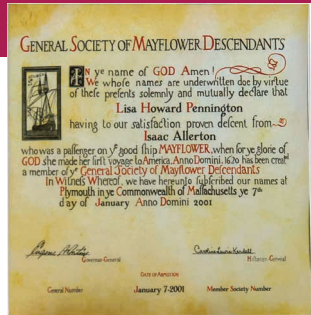 GENERAL SOCIETY OF MAYFLOWER DESCENDANTS
IN ye name of GOD Amen!
We whose names are underwritten doe by virtue
of these presents solemnly and mutually declare that
Lisa Howard Pennington
having to our satisfaction proven descent from
Isaac Allerton
who was a passenger on ye good ship MAYFLOWER, when for ye glorie of
GOD she made her first voyage to America, Anno Domini, 1620 has been creat
a member of ye General Society of Mayflower Descendants
In Witness Whereof, we have hereunto subscribed our names at
Plymouth in ye Commonwealth of Massachusetts ye 7th
day of January Anno Domini 2001
Governor General
Historian General
DATE OF ADMISSION
General Number January 7-2001 Member Society Number